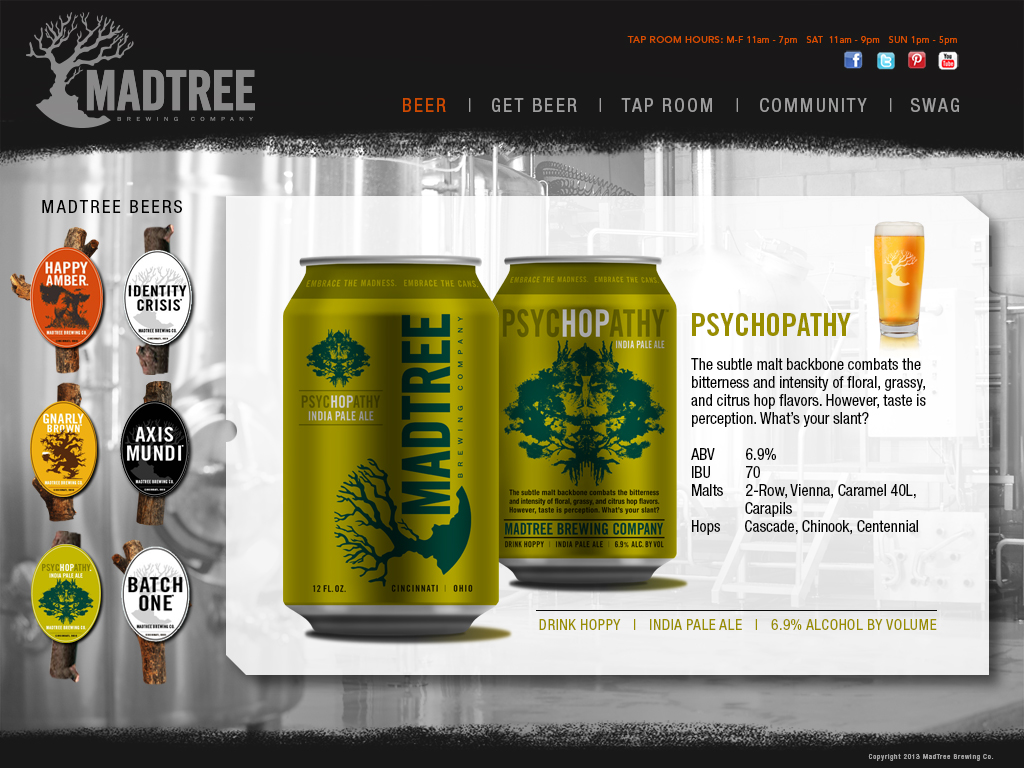 TAP ROOM HOURS: M-F 11am - 7pm SAT 11am - 9pm SUN 1pm - 5pm
f t P You Tube
MADTREE
BREWING COMPANY
BEER | GET BEER | TAP ROOM | COMMUNITY | SWAG
MADTREE BEERS
HAPPY
AMBER
MADTREE BREWING CO.
IDENTITY
CRISIS
MADTREE BREWING CO.
GNARLY
BROWN
MADTREE BREWING CO.
AXIS
MUNDI
MADTREE BREWING CO.
PSYCHOPATHY
INDIA PALE ALE
MADTREE BREWING CO.
BATCH
ONE
MADTREE BREWING CO.
EMBRACE THE MADNESS. EMBRACE THE CANS.
PSYCHOPATHY
INDIA PALE ALE
MADTREE
BREWING COMPANY
12 FL. OZ.
CINCINNATI | OHIO
EMBRACE THE MADNESS. EMBRACE THE CANS.
PSYCHOPATHY
INDIA PALE ALE
The subtle malt backbone combats the bitterness
and intensity of floral, grassy, and citrus hop flavors.
However, taste is perception. What's your slant?
MADTREE BREWING COMPANY
DRINK HOPPY | INDIA PALE ALE | 6.9% ALC. BY VOL
PSYCHOPATHY
The subtle malt backbone combats the
bitterness and intensity of floral, grassy,
and citrus hop flavors. However, taste is
perception. What's your slant?
ABV 6.9%
IBU 70
Malts 2-Row, Vienna, Caramel 40L,
Carapils
Hops Cascade, Chinook, Centennial
DRINK HOPPY | INDIA PALE ALE | 6.9% ALCOHOL BY VOLUME
Copyright 2013 MadTree Brewing Co.